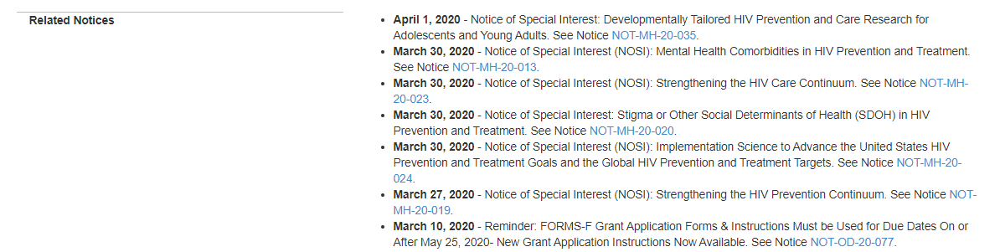 Related Notices
• April 1, 2020 - Notice of Special Interest: Developmentally Tailored HIV Prevention and Care Research for
Adolescents and Young Adults. See Notice NOT-MH-20-035.
• March 30, 2020 - Notice of Special Interest (NOSI): Mental Health Comorbidities in HIV Prevention and Treatment.
See Notice NOT-MH-20-013.
• March 30, 2020 - Notice of Special Interest (NOSI): Strengthening the HIV Care Continuum. See Notice NOT-MH-
20-023.
• March 30, 2020 - Notice of Special Interest: Stigma or Other Social Determinants of Health (SDOH) in HIV
Prevention and Treatment. See Notice NOT-MH-20-020.
• March 30, 2020 - Notice of Special Interest (NOSI): Implementation Science to Advance the United States HIV
Prevention and Treatment Goals and the Global HIV Prevention and Treatment Targets. See Notice NOT-MH-20-
024.
• March 27, 2020 - Notice of Special Interest (NOSI): Strengthening the HIV Prevention Continuum. See Notice NOT-
MH-20-019.
• March 10, 2020 - Reminder: FORMS-F Grant Application Forms & Instructions Must be Used for Due Dates On or
After May 25, 2020- New Grant Application Instructions Now Available. See Notice NOT-OD-20-077.